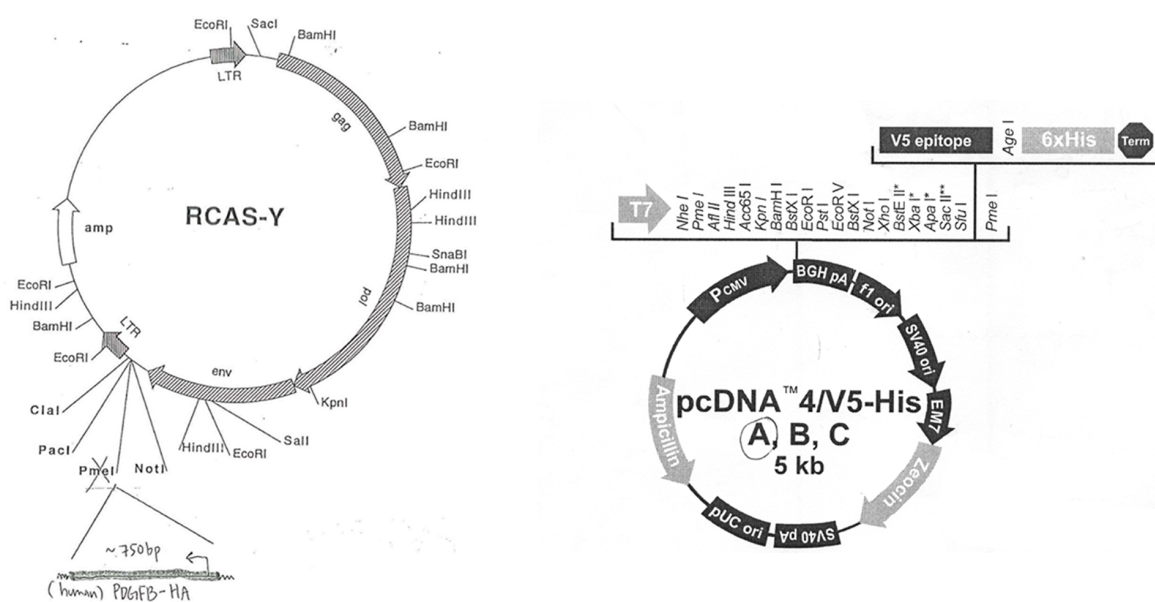 EcoRI
SacI
BamHI
LTR
gag
BamHI
EcoRI
HindIII
HindIII
SnaBI
BamHI
BamHI
pol
RCAS-Y
amp
EcoRI
HindIII
BamHI
LTR
EcoRI
env
KpnI
ClaI
PacI
PmeI
NotI
HindIII
EcoRI
SalI
~750bp
(human) PDGFB-HA
V5 epitope
Age I
6xHis
Term
T7
Nhe I
Pme I
Afl II
Hind III
Acc65 I
Kpn I
BamH I
BstX I
EcoR I
Pst I
EcoR V
BstX I
Not I
Xho I
BstE II*
Xba I*
Apa I*
Sac II**
Sfu I
Pme I
PCMV
BGH pA
f1 ori
SV40 ori
EM7
Zeocin
SV40 pA
pUC ori
Ampicillin
pcDNA™4/V5-His
A, B, C
5 kb